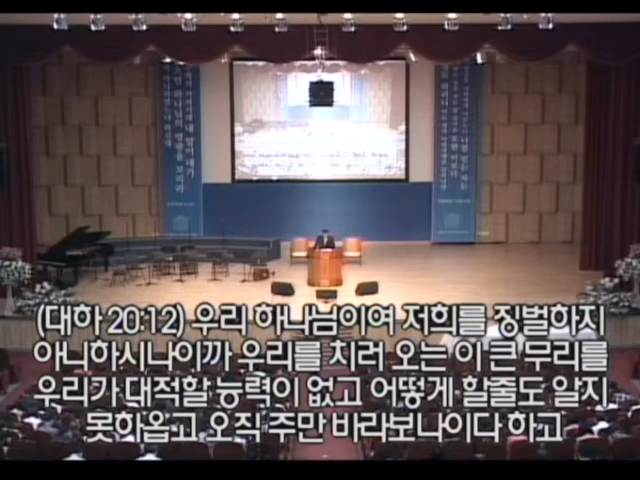 (대하 20:12) 우리 하나님이여 저희를 징벌하지
아니하시나이까 우리를 치러 오는 이 큰 무리를
우리가 대적할 능력이 없고 어떻게 할줄도 알지
못하옵고 오직 주만 바라보나이다 하고